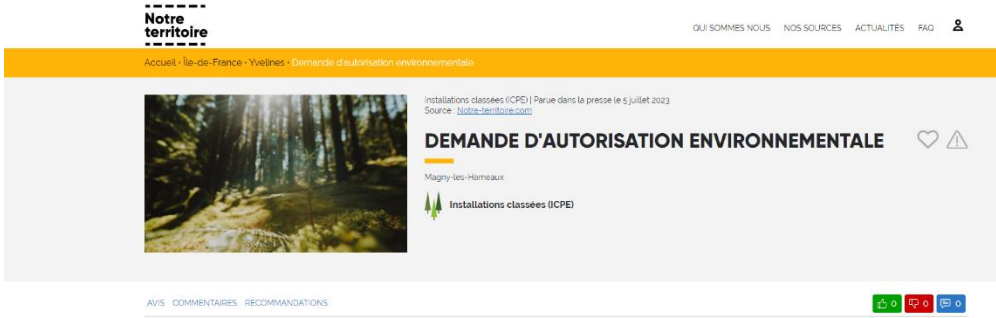 Notre
territoire
QUI SOMMES NOUS NOS SOURCES ACTUALITÉS FAQ
Accueil • Île-de-France • Yvelines • Demande d'autorisation environnementale
Installations classées (ICPE) | Parue dans la presse le 5 juillet 2023
Source : Notre-territoire.com
DEMANDE D'AUTORISATION ENVIRONNEMENTALE
Magny-les-Hameaux
Installations classées (ICPE)
AVIS COMMENTAIRES RECOMMANDATIONS
0 0 0